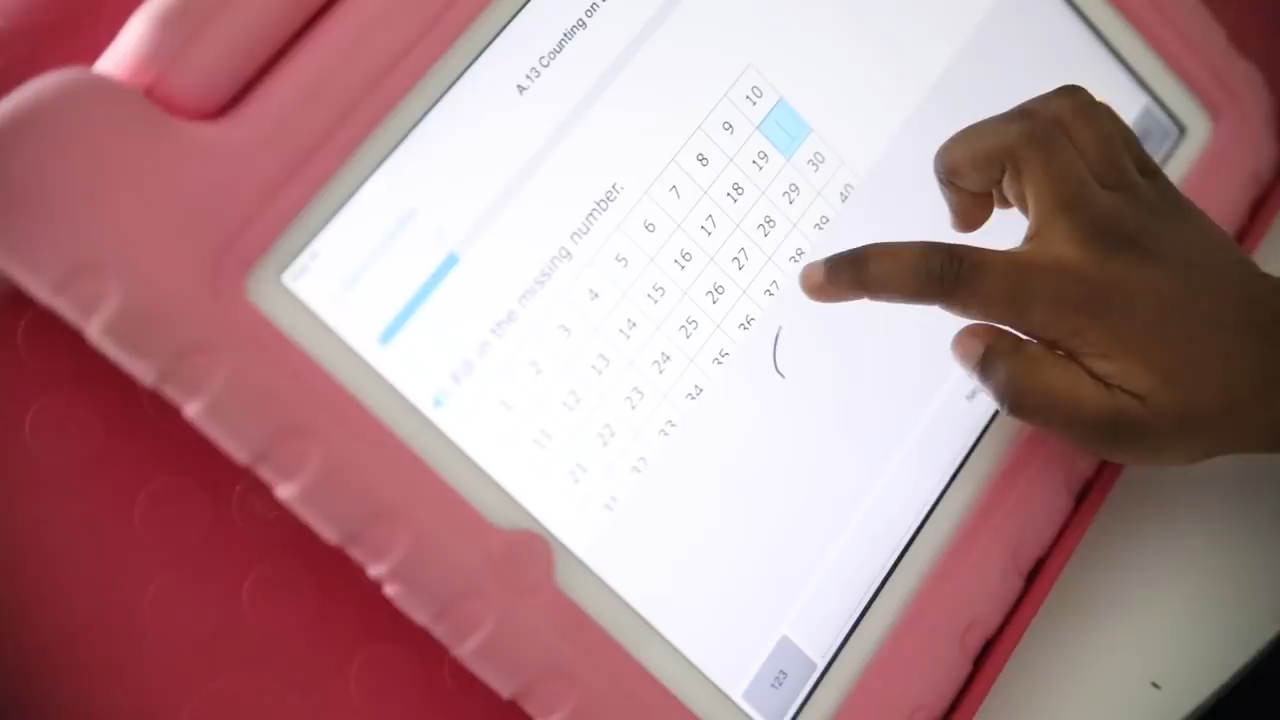 A.13 Counting on
Fill in the missing number.
1 2 3 4 5 6 7 8 9 10
11 12 13 14 15 16 17 18 19
21 22 23 24 25 26 27 28 29 30
32 33 34 35 36 37 38 39 40
123